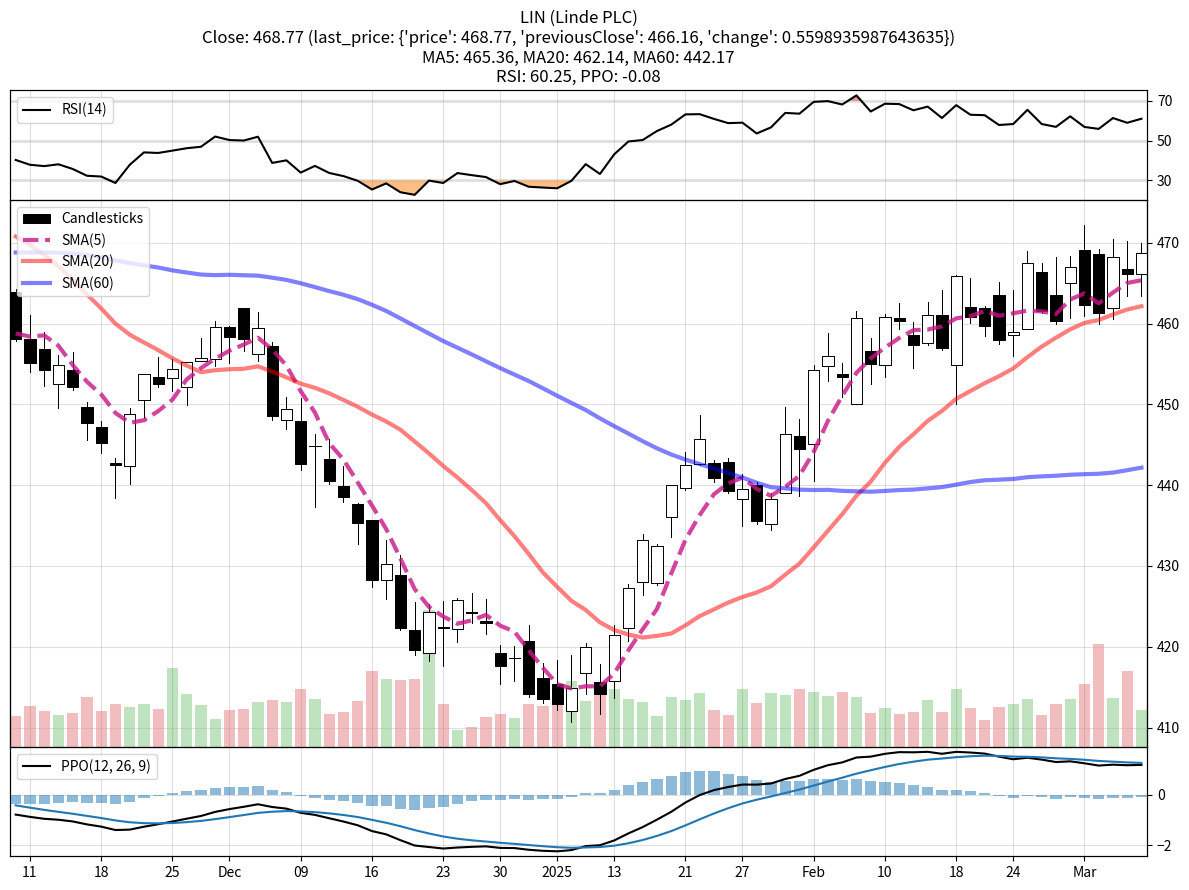 LIN (Linde PLC)
Close: 468.77 (last_price: {'price': 468.77, 'previousClose': 466.16, 'change': 0.5598935987643635})
MA5: 465.36, MA20: 462.14, MA60: 442.17
RSI: 60.25, PPO: -0.08
RSI(14)
70
50
30
Candlesticks
SMA(5)
SMA(20)
SMA(60)
470
460
450
440
430
420
410
PPO(12, 26, 9)
0
−2
11 18 25 Dec 09 16 23 30 2025 13 21 27 Feb 10 18 24 Mar